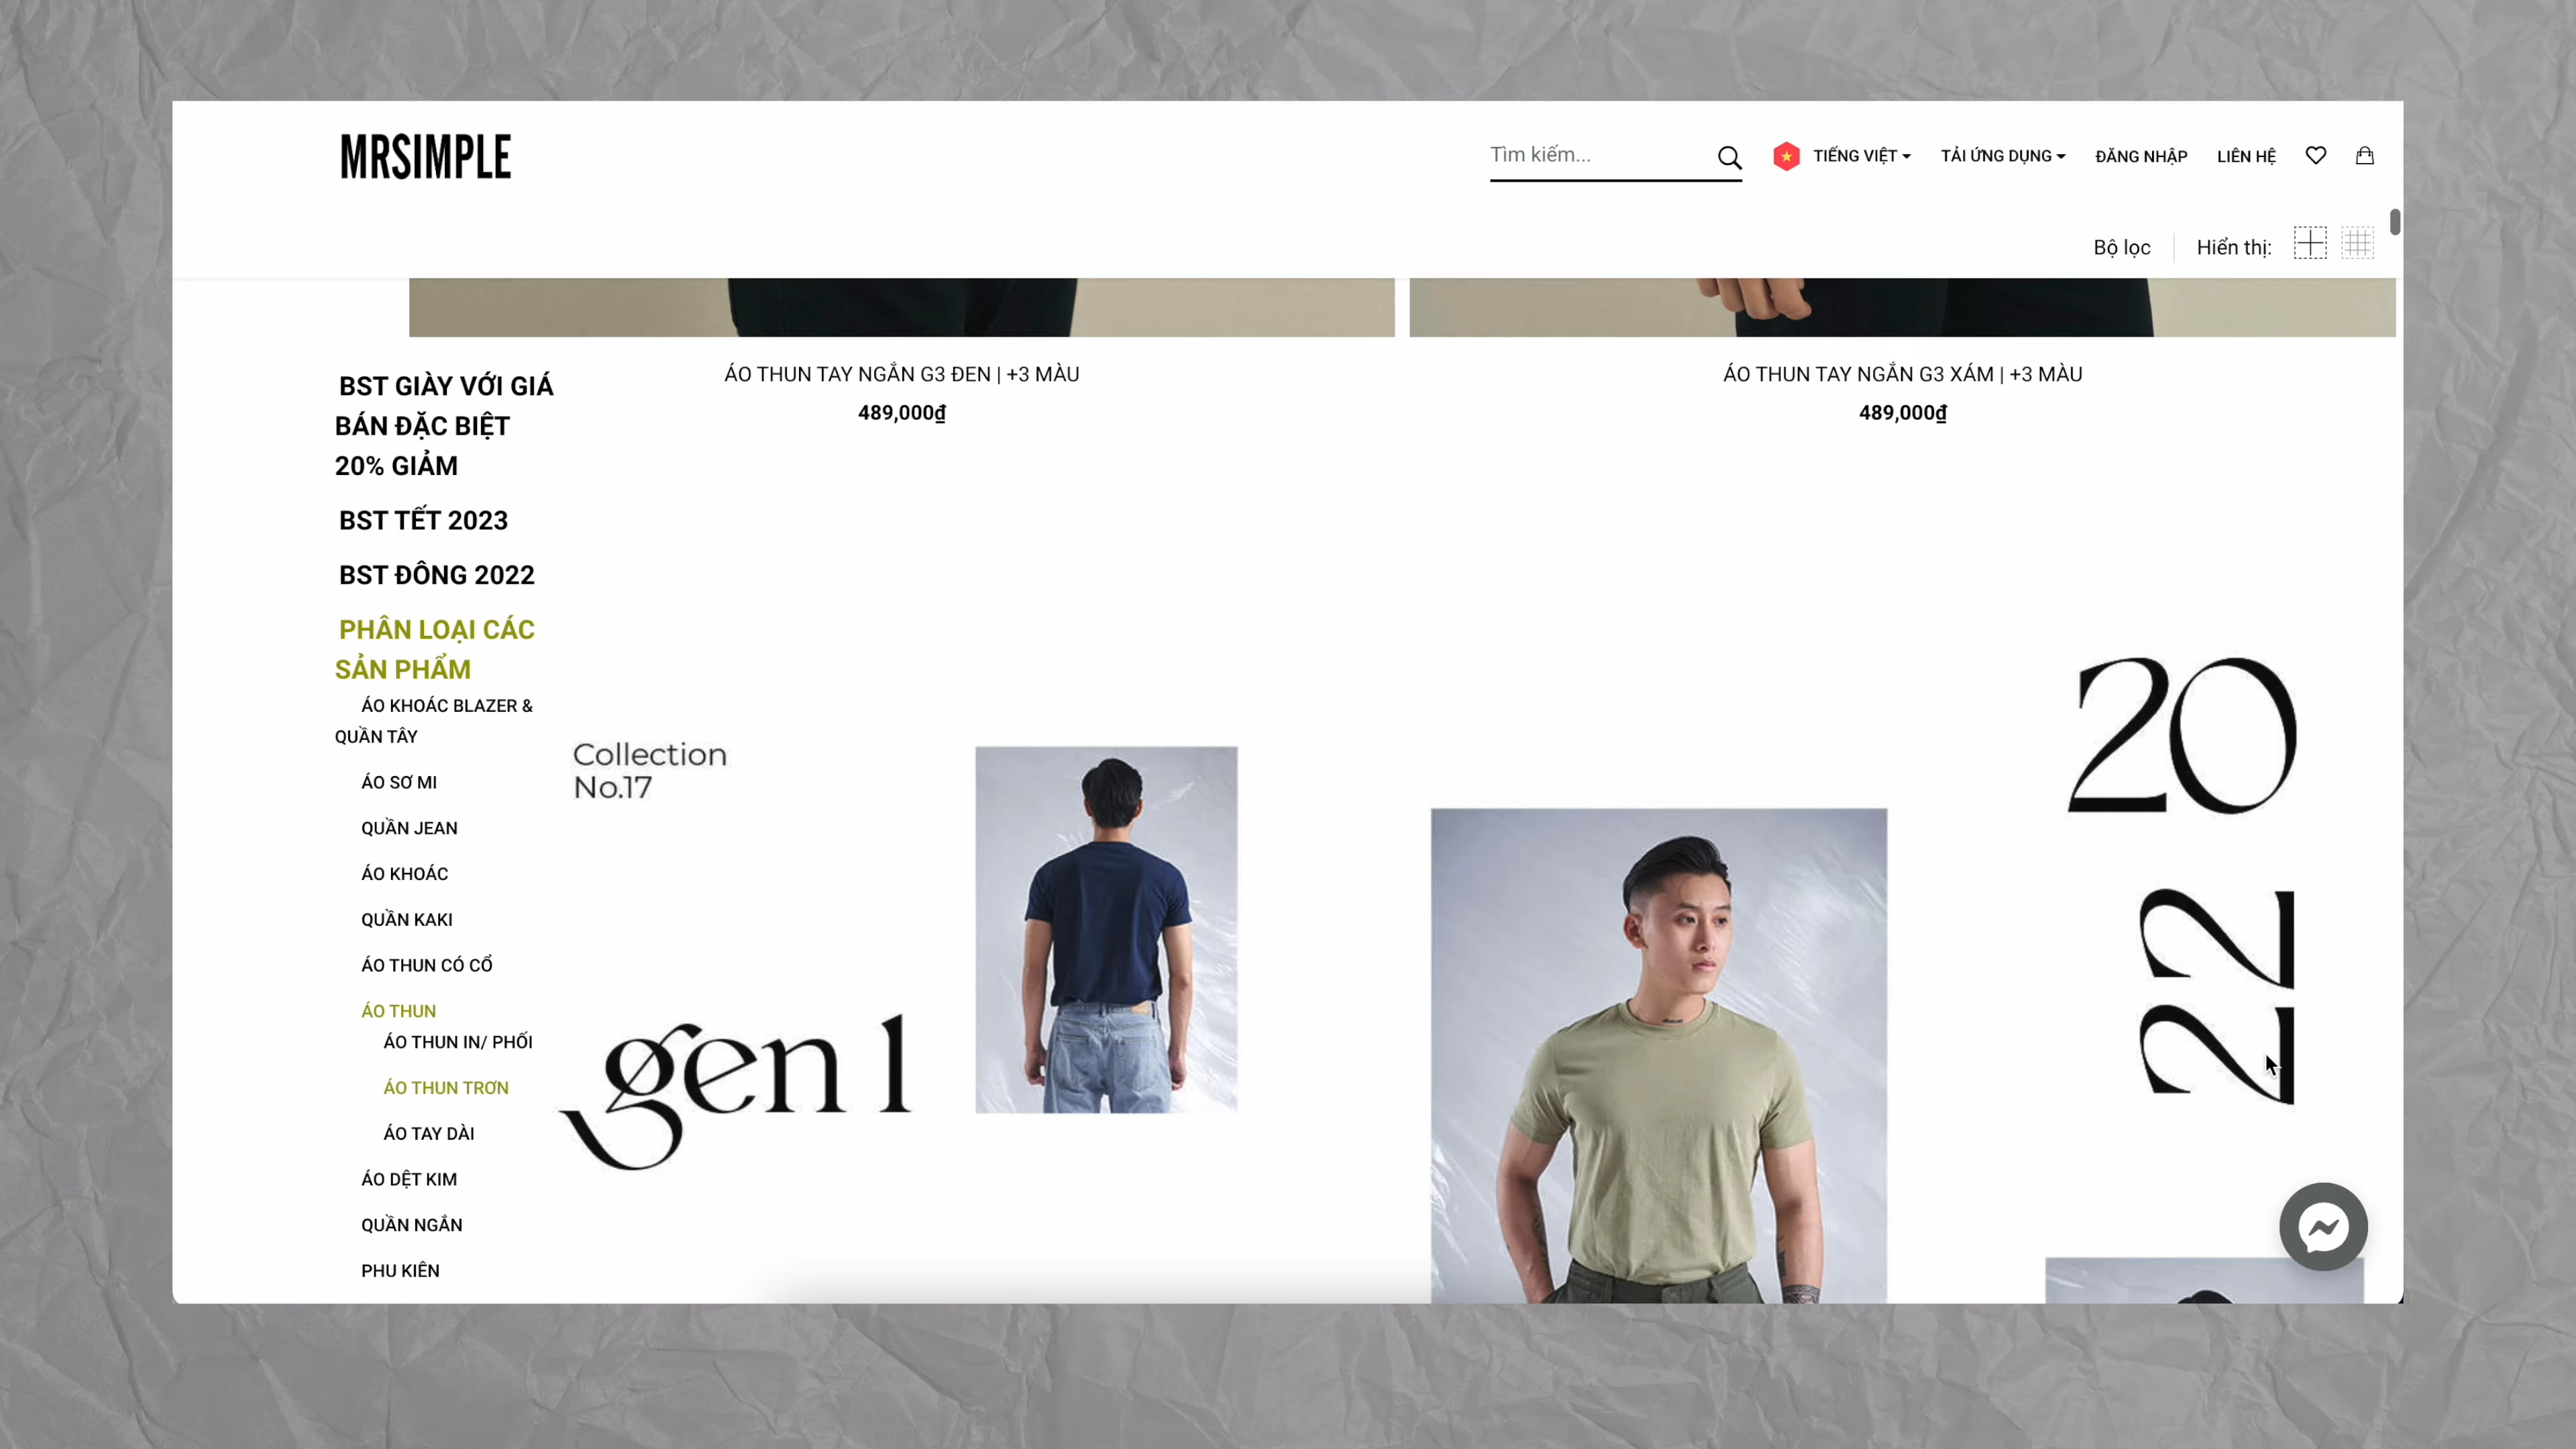 MRSIMPLE
Tìm kiếm...
TIẾNG VIỆT
TẢI ỨNG DỤNG
ĐĂNG NHẬP
LIÊN HỆ
Bộ lọc
Hiển thị:
BST GIÀY VỚI GIÁ
BÁN ĐẶC BIỆT
20% GIẢM
BST TẾT 2023
BST ĐÔNG 2022
PHÂN LOẠI CÁC
SẢN PHẨM
ÁO KHOÁC BLAZER &
QUẦN TÂY
ÁO SƠ MI
QUẦN JEAN
ÁO KHOÁC
QUẦN KAKI
ÁO THUN CÓ CỔ
ÁO THUN
ÁO THUN IN/ PHỐI
ÁO THUN TRƠN
ÁO TAY DÀI
ÁO DỆT KIM
QUẦN NGẮN
PHU KIÊN
ÁO THUN TAY NGẮN G3 ĐEN | +3 MÀU
489,000₫
ÁO THUN TAY NGẮN G3 XÁM | +3 MÀU
489,000₫
Collection
No.17
gen 1
20
22